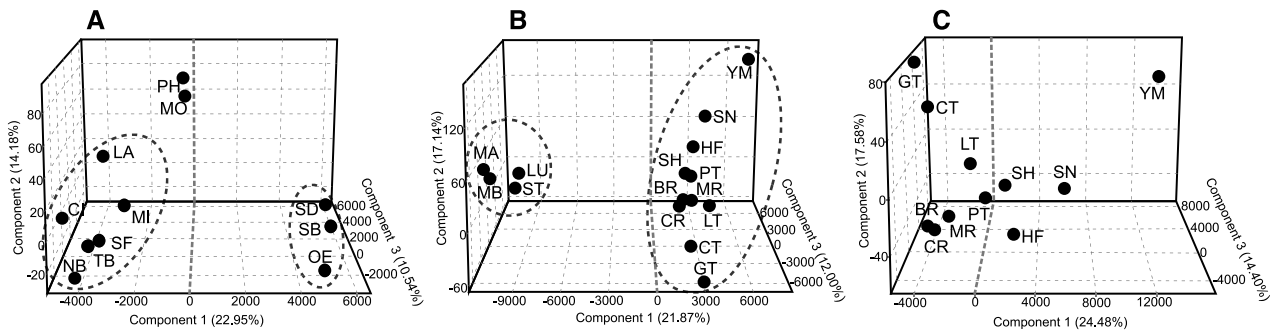 A
PH
MO
LA
CI
MI
SF
TB
NB
SD
SB
OE
80
60
40
20
0
-20
Component 2 (14.18%)
-4000 -2000 0 2000 4000 6000
Component 1 (22.95%)
6000
4000
2000
0
-2000
Component 3 (10.54%)
B
YM
SN
HF
SH
PT
BR
MR
CR
LT
CT
GT
MA
MB
LU
ST
120
60
0
-60
Component 2 (17.14%)
-9000 -6000 -3000 0 3000 6000
Component 1 (21.87%)
6000
3000
0
-3000
-6000
Component 3 (12.00%)
C
GT
CT
YM
LT
SH
SN
PT
BR
MR
CR
HF
80
40
0
-40
Component 2 (17.58%)
-4000 0 4000 8000 12000
Component 1 (24.48%)
8000
4000
0
-4000
Component 3 (14.40%)